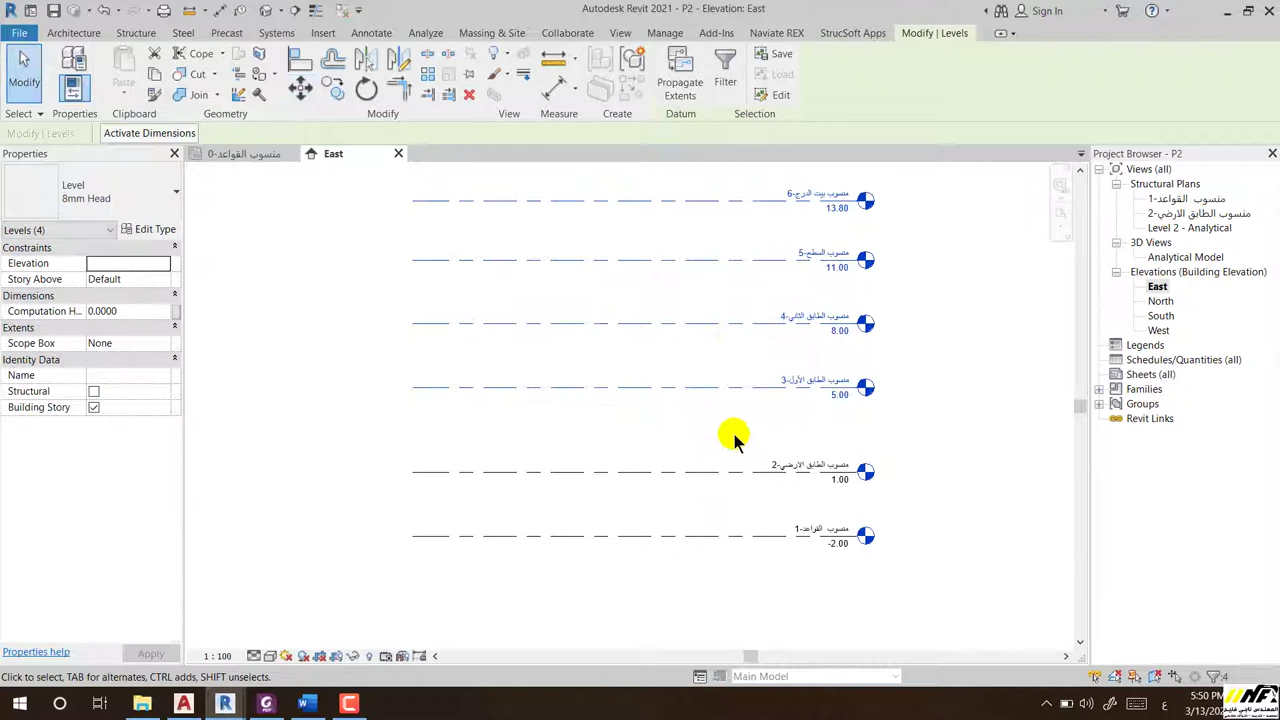 Autodesk Revit 2021 - P2 - Elevation: East
Sign In
File Architecture Structure Steel Precast Systems Insert Annotate Analyze Massing & Site Collaborate View Manage Add-Ins Naviate REX StrucSoft Apps Modify | Levels
Modify
Paste
Cope
Cut
Join
Propagate Extents
Filter
Save
Load
Edit
Select Properties Clipboard Geometry Modify View Measure Create Datum Selection
Modify | Levels Activate Dimensions
Properties
Level
8mm Head
Levels (4) Edit Type
Constraints
Elevation
Story Above Default
Dimensions
Computation H... 0.0000
Extents
Scope Box None
Identity Data
Name
Structural
Building Story
Properties help Apply
منسوب القواعد-0
East
منسوب بيت الدرج-6
13.80
منسوب السطح-5
11.00
منسوب الطابق الثاني-4
8.00
منسوب الطابق الأول-3
5.00
منسوب الطابق الارضي-2
1.00
منسوب القواعد-1
-2.00
Project Browser - P2
Views (all)
Structural Plans
منسوب القواعد-1
منسوب الطابق الارضي-2
Level 2 - Analytical
3D Views
Analytical Model
Elevations (Building Elevation)
East
North
South
West
Legends
Schedules/Quantities (all)
Sheets (all)
Families
Groups
Revit Links
1 : 100
Click to select, TAB for alternates, CTRL adds, SHIFT unselects.
Main Model
:4
5:50 PM
3/13/20
ع